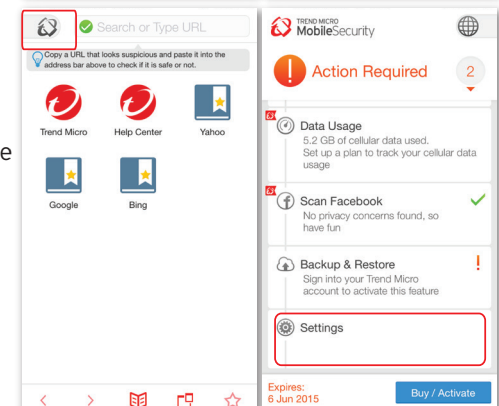 e
Search or Type URL
Copy a URL that looks suspicious and paste it into the
address bar above to check if it is safe or not.
Trend Micro
Help Center
Yahoo
Google
Bing
TREND MICRO
MobileSecurity
Action Required
2
Data Usage
5.2 GB of cellular data used.
Set up a plan to track your cellular data
usage
Scan Facebook
No privacy concerns found, so
have fun
Backup & Restore
Sign into your Trend Micro
account to activate this feature
Settings
Expires:
6 Jun 2015
Buy / Activate